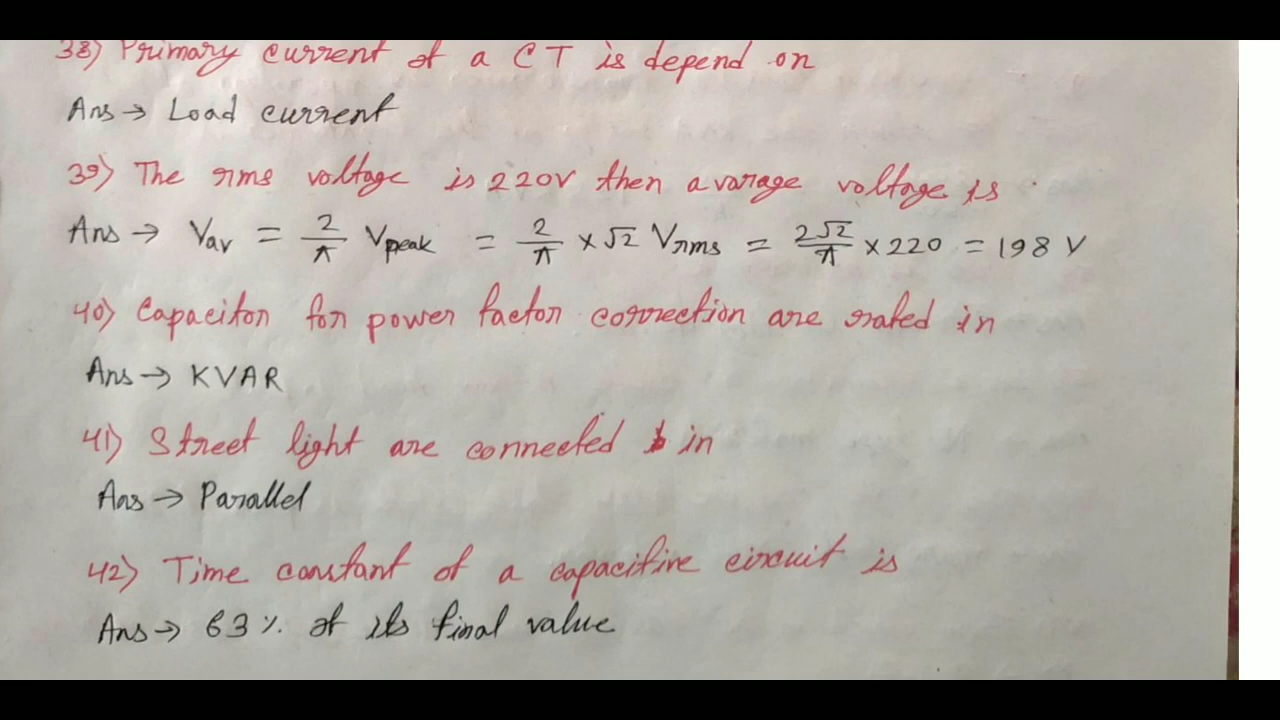 38) Primary current of a CT is depend on
Ans → Load current
39) The rms voltage is 220V then avarage voltage is
Ans → Vav = 2/π Vpeak = 2/π × √2 Vrms = 2√2/π × 220 = 198 V
40) Capacitor for power factor correction are rated in
Ans → KVAR
41) Street light are connected in
Ans → Parallel
42) Time constant of a capacitive circuit is
Ans → 63 % of its final value